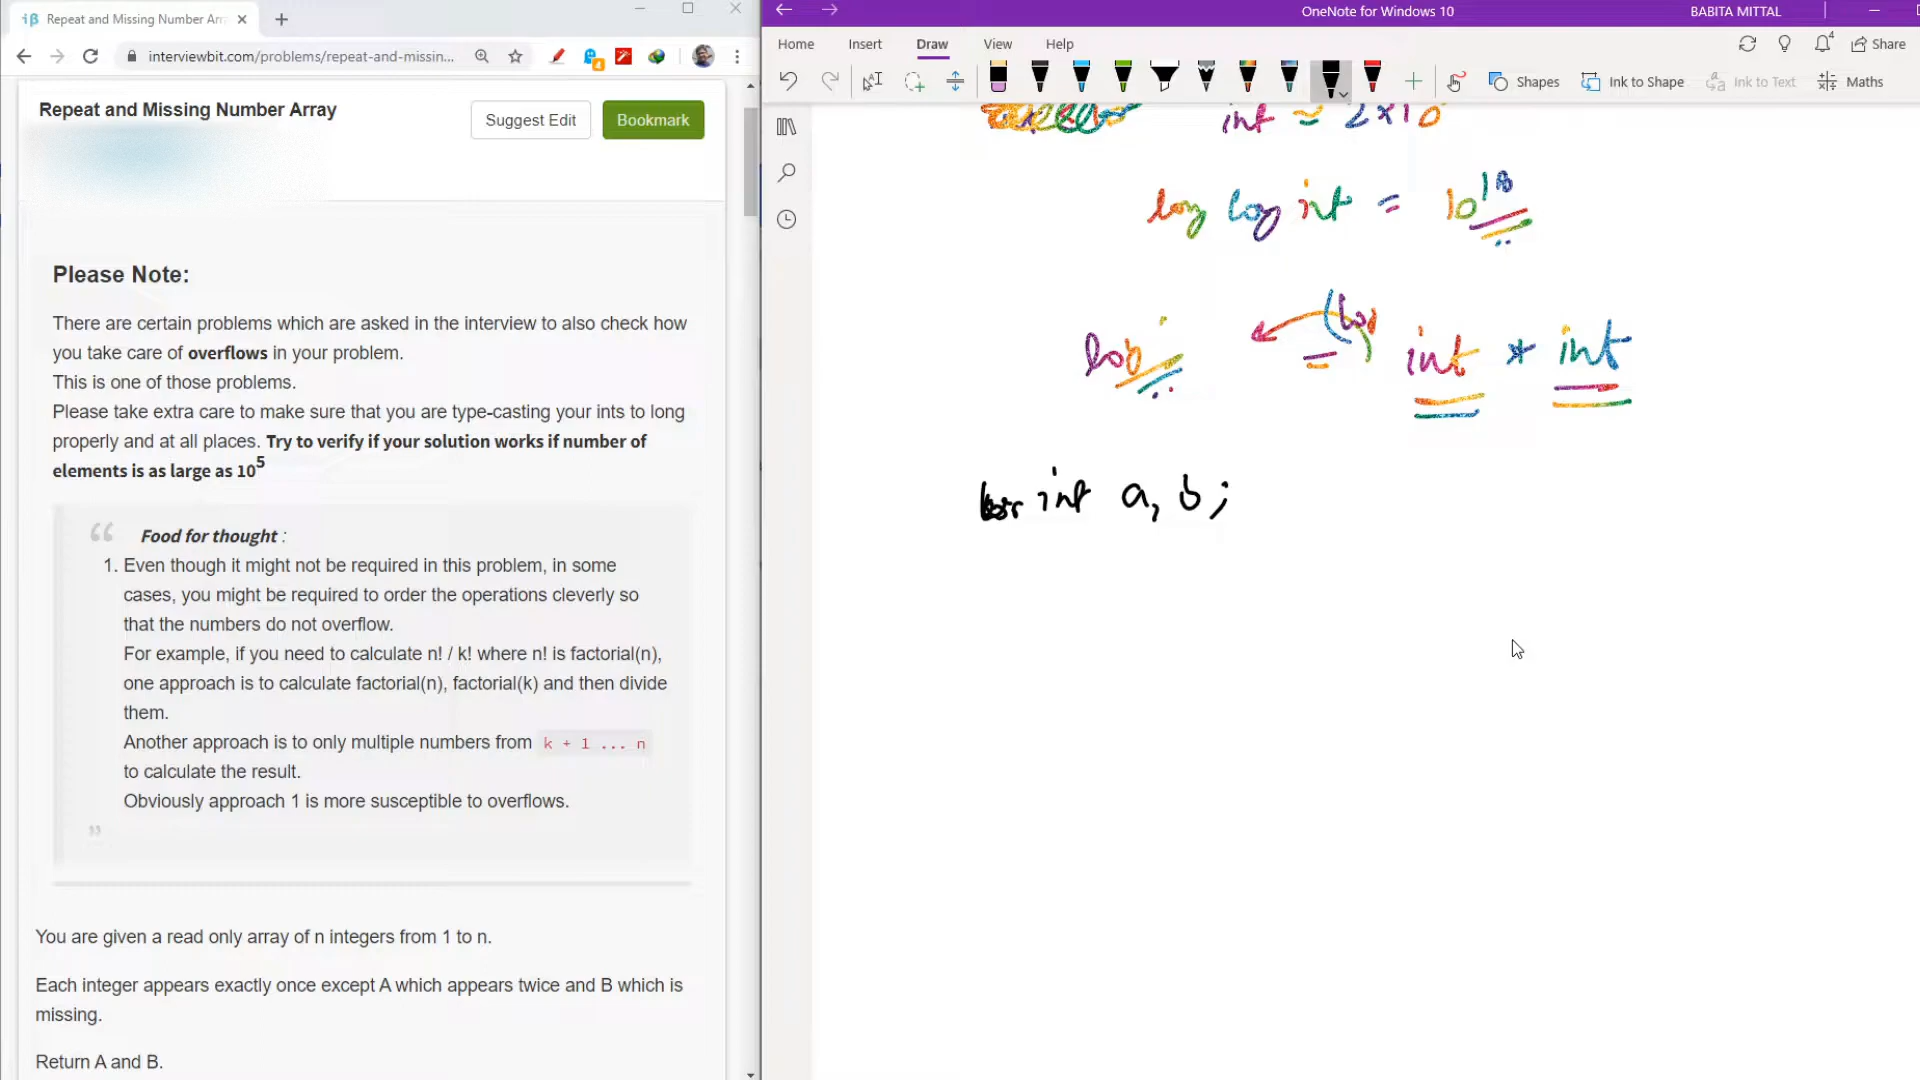 Repeat and Missing Number Arr
interviewbit.com/problems/repeat-and-missin...
Repeat and Missing Number Array
Suggest Edit
Bookmark
Please Note:
There are certain problems which are asked in the interview to also check how
you take care of overflows in your problem.
This is one of those problems.
Please take extra care to make sure that you are type-casting your ints to long
properly and at all places. Try to verify if your solution works if number of
elements is as large as 10^5
Food for thought :
1. Even though it might not be required in this problem, in some
cases, you might be required to order the operations cleverly so
that the numbers do not overflow.
For example, if you need to calculate n! / k! where n! is factorial(n),
one approach is to calculate factorial(n), factorial(k) and then divide
them.
Another approach is to only multiple numbers from k + 1 ... n
to calculate the result.
Obviously approach 1 is more susceptible to overflows.
You are given a read only array of n integers from 1 to n.
Each integer appears exactly once except A which appears twice and B which is
missing.
Return A and B.
OneNote for Windows 10
BABITA MITTAL
Home Insert Draw View Help
4 Share
Shapes Ink to Shape Ink to Text Maths
int ≈ 2×10
long long int = 10^18
int * int
int a, b;